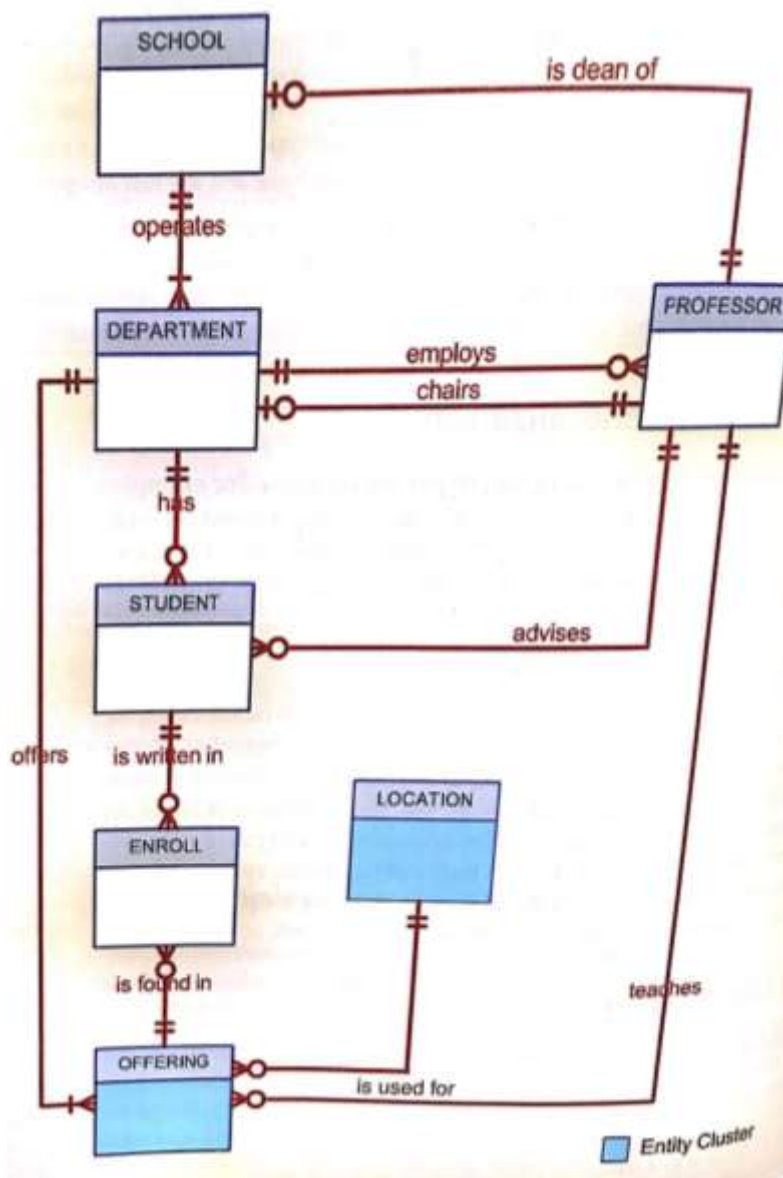 SCHOOL
is dean of
operates
PROFESSOR
DEPARTMENT
employs
chairs
has
STUDENT
advises
offers
is written in
LOCATION
ENROLL
is found in
teaches
OFFERING
is used for
Entity Cluster